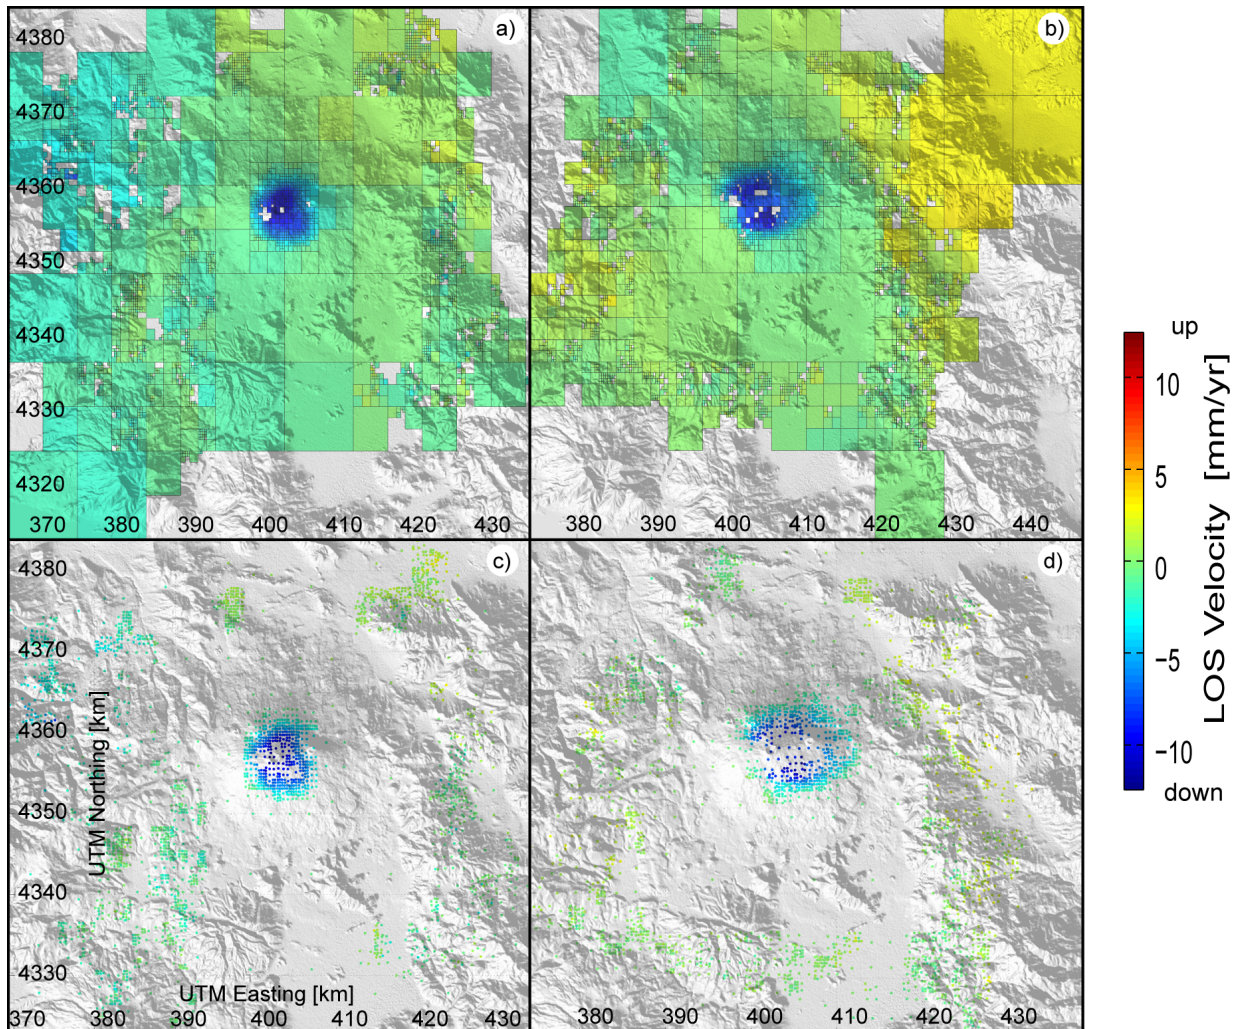 a)
4380
4370
4360
4350
4340
4330
4320
370 380 390 400 410 420 430
b)
380 390 400 410 420 430 440
c)
4380
4370
4360
4350
4340
4330
UTM Northing [km]
UTM Easting [km]
370 380 390 400 410 420 430
d)
380 390 400 410 420 430
up
10
5
0
−5
−10
down
LOS Velocity [mm/yr]